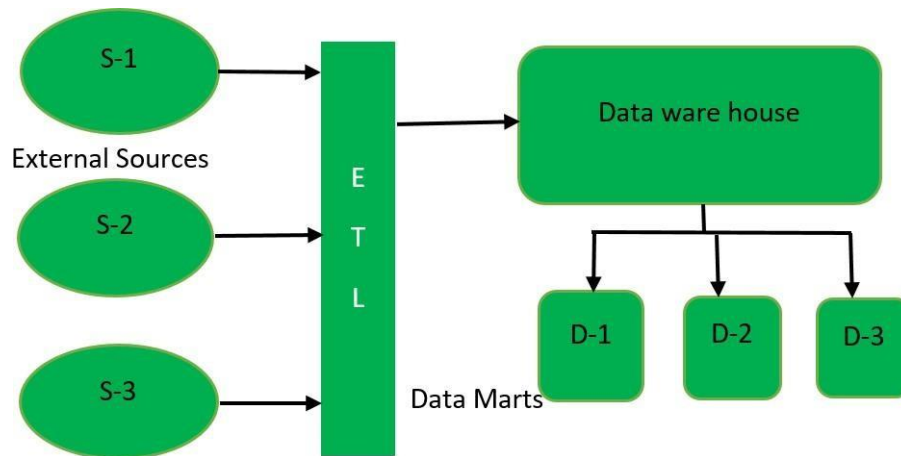 S-1
External Sources
S-2
S-3
E
T
L
Data ware house
D-1
D-2
D-3
Data Marts